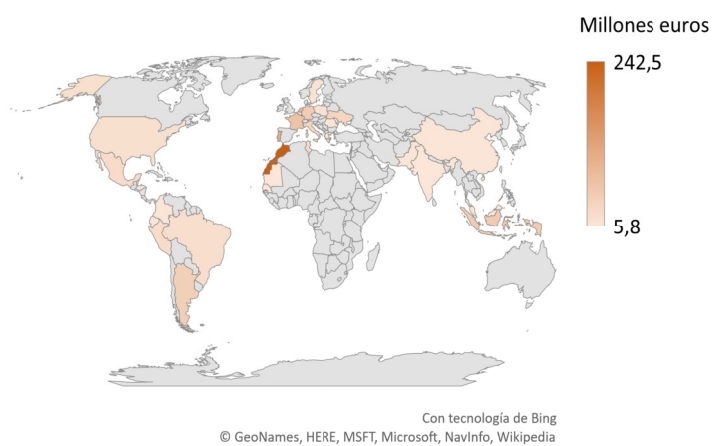 Millones euros
242,5
5,8
Con tecnología de Bing
© GeoNames, HERE, MSFT, Microsoft, NavInfo, Wikipedia